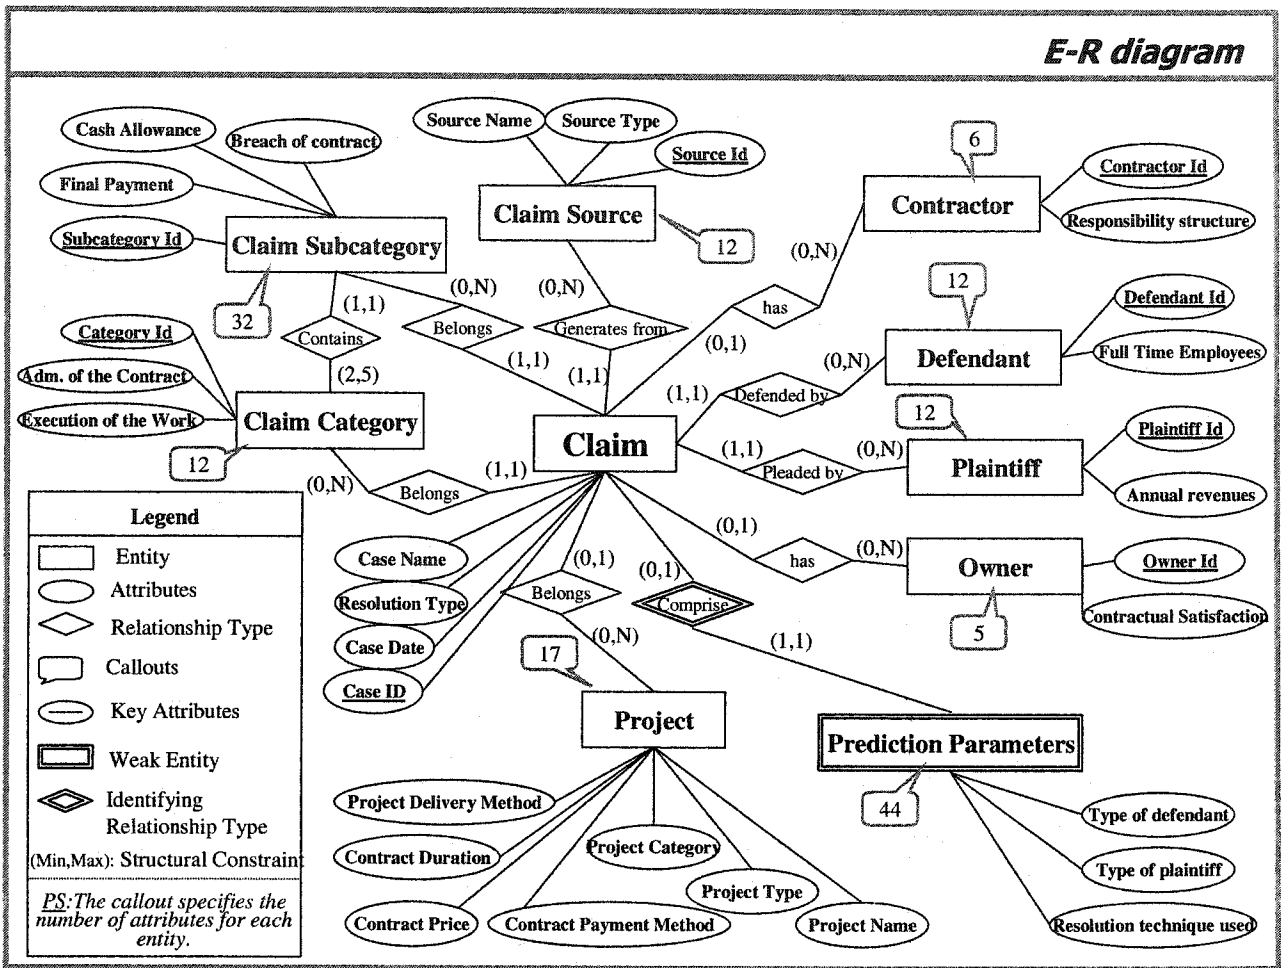 E-R diagram
Cash Allowance
Breach of contract
Final Payment
Subcategory Id
Claim Subcategory
32
Source Name
Source Type
Source Id
Claim Source
12
6
Contractor
Contractor Id
Responsibility structure
(0,N)
(0,N)
(0,N)
(1,1)
Contains
Belongs
Generates from
has
(0,1)
(1,1)
(1,1)
(2,5)
12
Defendant
Defendant Id
Full Time Employees
(0,N)
Defended by
(1,1)
Category Id
Adm. of the Contract
Execution of the Work
Claim Category
12
Claim
12
Plaintiff
Plaintiff Id
Annual revenues
(1,1)
Pleaded by
(0,N)
(0,N)
Belongs
(1,1)
(0,1)
has
(0,N)
Owner
5
Owner Id
Contractual Satisfaction
Legend
Entity
Attributes
Relationship Type
Callouts
Key Attributes
Weak Entity
Identifying
Relationship Type
(Min,Max): Structural Constraint
PS:The callout specifies the
number of attributes for each
entity.
Case Name
Resolution Type
Case Date
Case ID
(0,1)
Belongs
(0,N)
(0,1)
Comprise
(1,1)
17
Project
Prediction Parameters
44
Project Delivery Method
Contract Duration
Contract Price
Contract Payment Method
Project Category
Project Type
Project Name
Type of defendant
Type of plaintiff
Resolution technique used